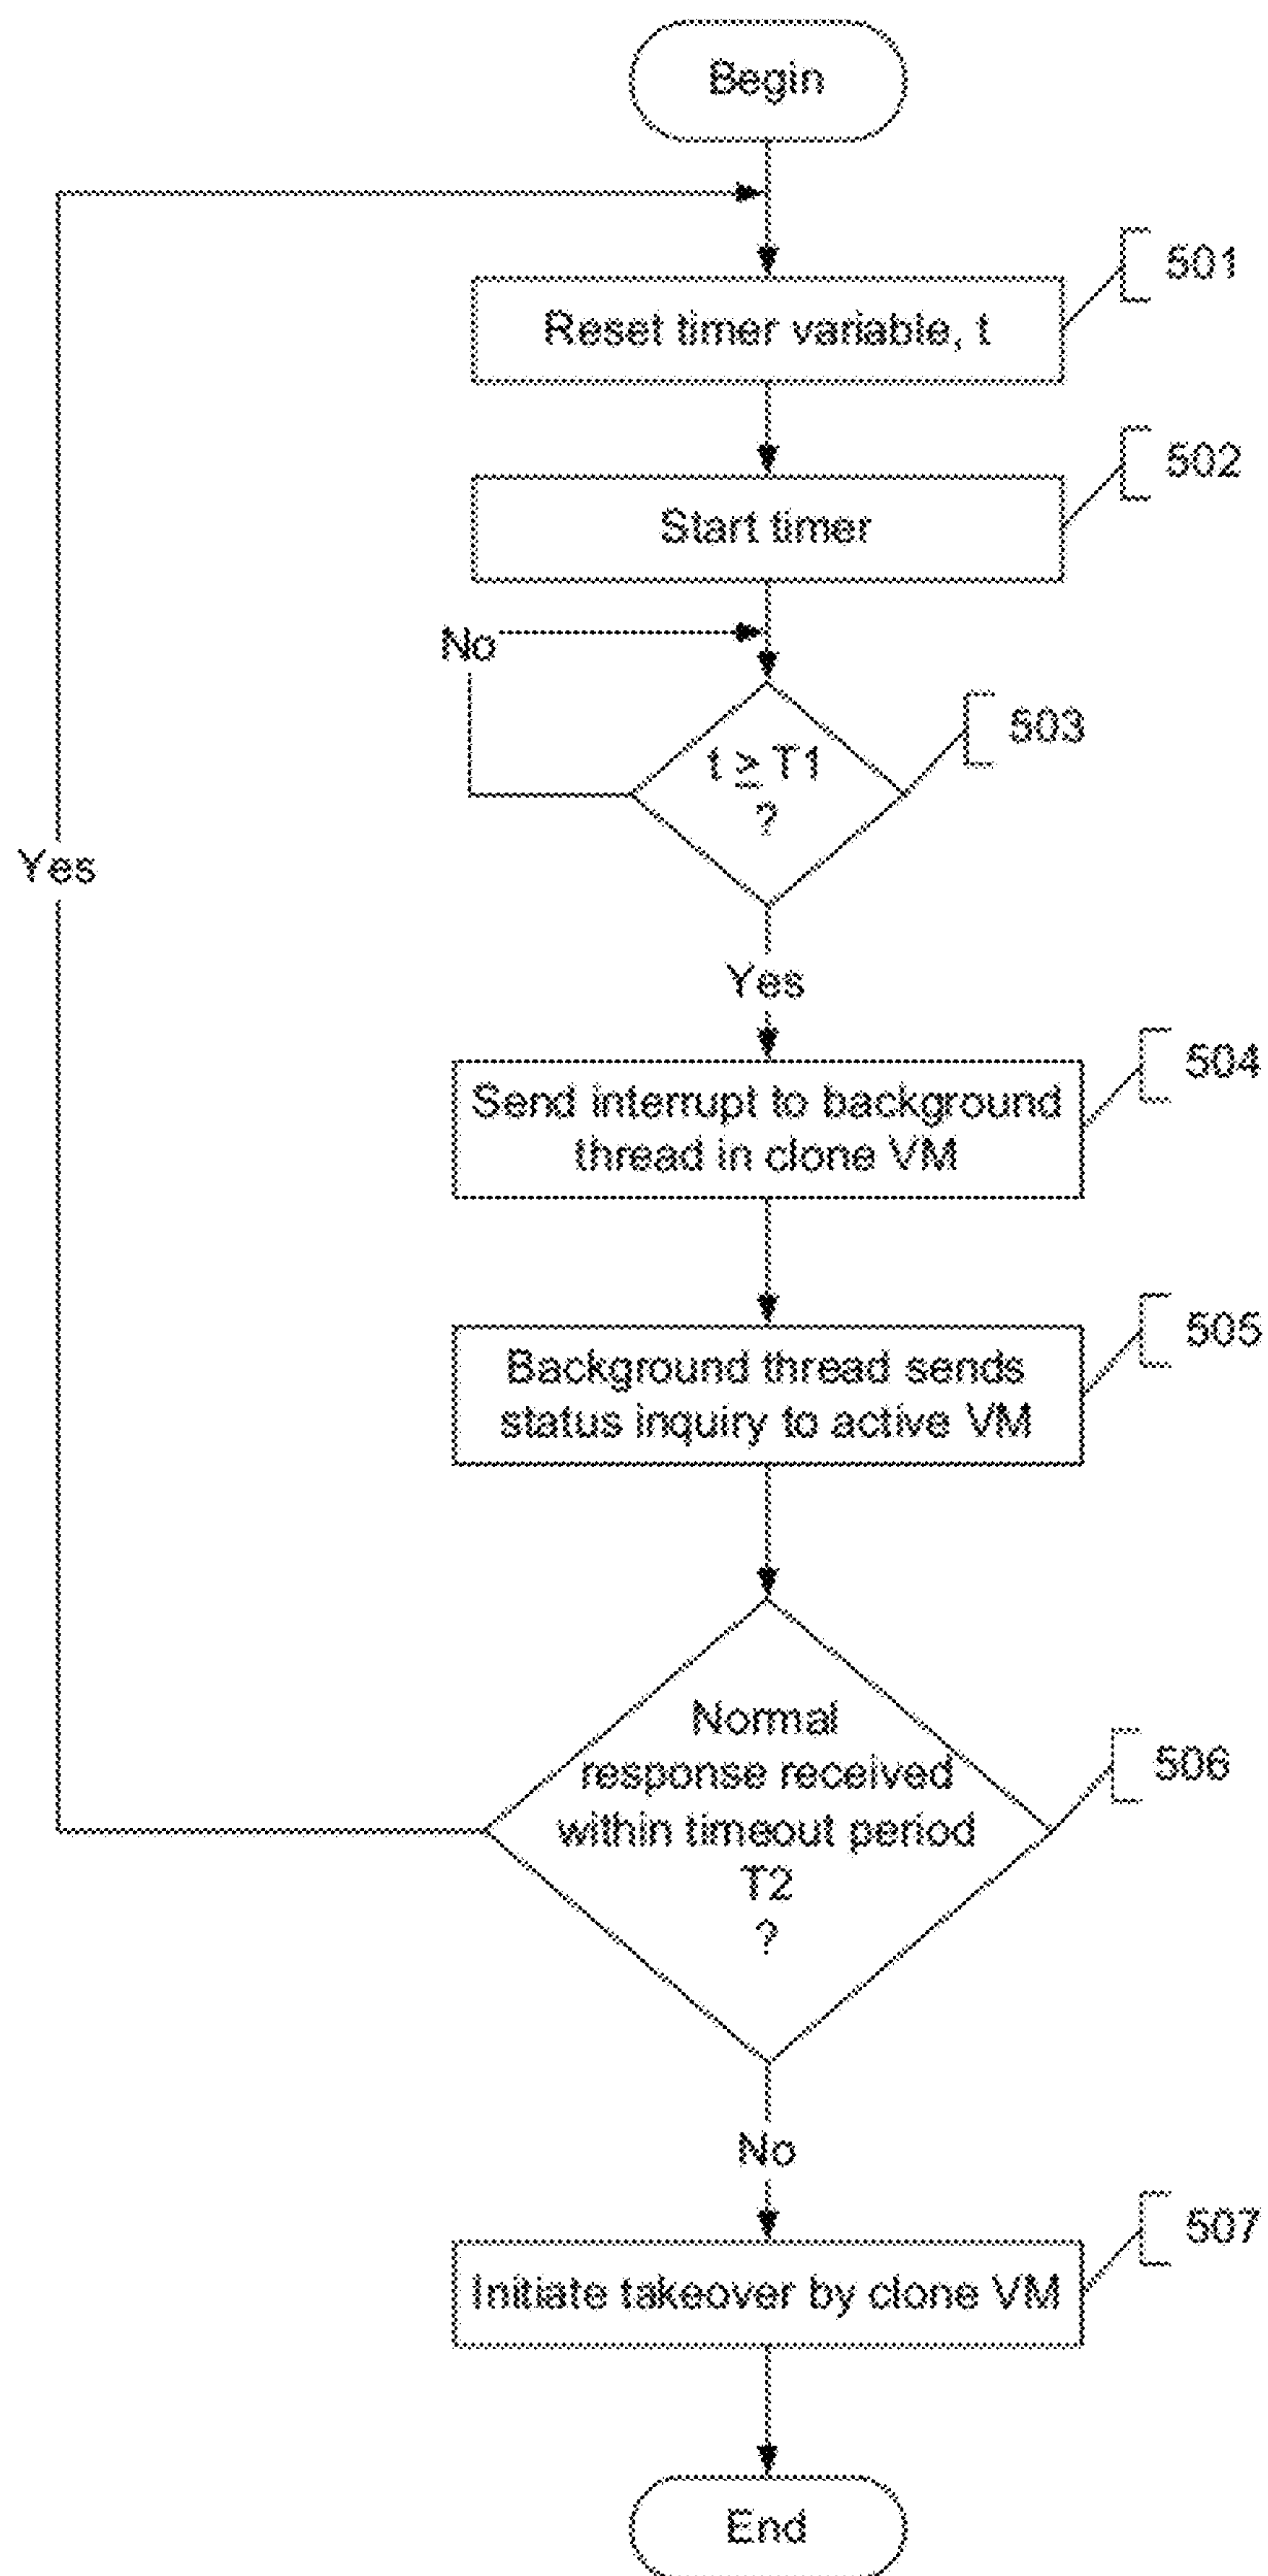 Begin
501
Reset timer variable, t
502
Start timer
No
503
t ≥ T1
?
Yes
Yes
504
Send interrupt to background
thread in clone VM
505
Background thread sends
status inquiry to active VM
506
Normal
response received
within timeout period
T2
?
No
507
Initiate takeover by clone VM
End